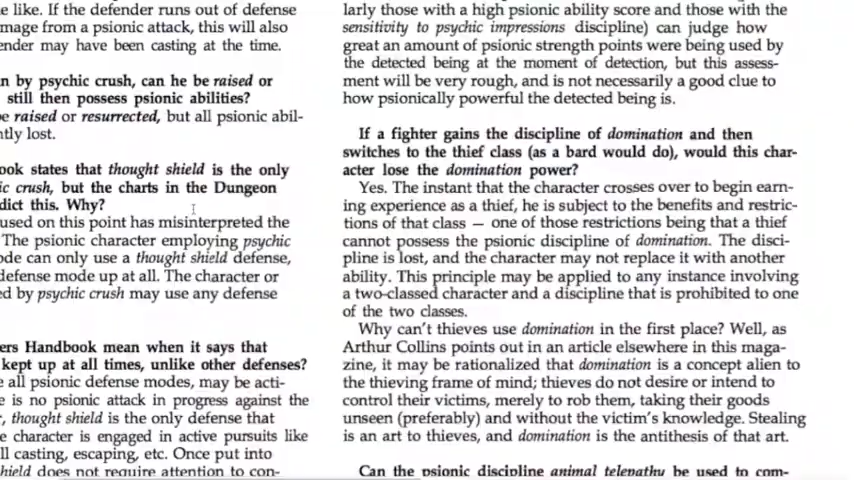 e like. If the defender runs out of defense
mage from a psionic attack, this will also
ender may have been casting at the time.
n by psychic crush, can he be raised or
still then possess psionic abilities?
be raised or resurrected, but all psionic abil-
ntly lost.
ook states that thought shield is the only
ic crush, but the charts in the Dungeon
dict this. Why?
used on this point has misinterpreted the
The psionic character employing psychic
ode can only use a thought shield defense,
defense mode up at all. The character or
ed by psychic crush may use any defense
ers Handbook mean when it says that
kept up at all times, unlike other defenses?
e all psionic defense modes, may be acti-
e is no psionic attack in progress against the
, thought shield is the only defense that
e character is engaged in active pursuits like
ll casting, escaping, etc. Once put into
hield does not require attention to con-
larly those with a high psionic ability score and those with the
sensitivity to psychic impressions discipline) can judge how
great an amount of psionic strength points were being used by
the detected being at the moment of detection, but this assess-
ment will be very rough, and is not necessarily a good clue to
how psionically powerful the detected being is.
If a fighter gains the discipline of domination and then
switches to the thief class (as a bard would do), would this char-
acter lose the domination power?
Yes. The instant that the character crosses over to begin earn-
ing experience as a thief, he is subject to the benefits and restric-
tions of that class — one of those restrictions being that a thief
cannot possess the psionic discipline of domination. The disci-
pline is lost, and the character may not replace it with another
ability. This principle may be applied to any instance involving
a two-classed character and a discipline that is prohibited to one
of the two classes.
Why can't thieves use domination in the first place? Well, as
Arthur Collins points out in an article elsewhere in this maga-
zine, it may be rationalized that domination is a concept alien to
the thieving frame of mind; thieves do not desire or intend to
control their victims, merely to rob them, taking their goods
unseen (preferably) and without the victim's knowledge. Stealing
is an art to thieves, and domination is the antithesis of that art.
Can the psionic discipline animal telepathy be used to com-